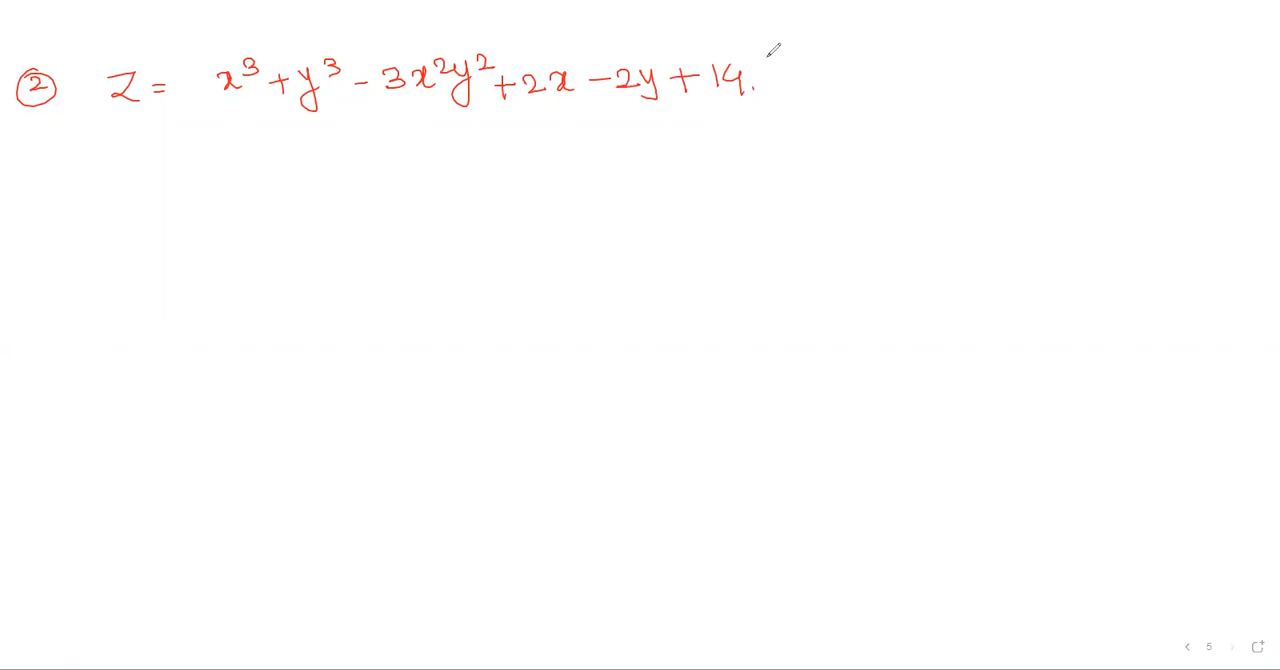 ② Z = x³ + y³ - 3x²y² + 2x - 2y + 14.
5